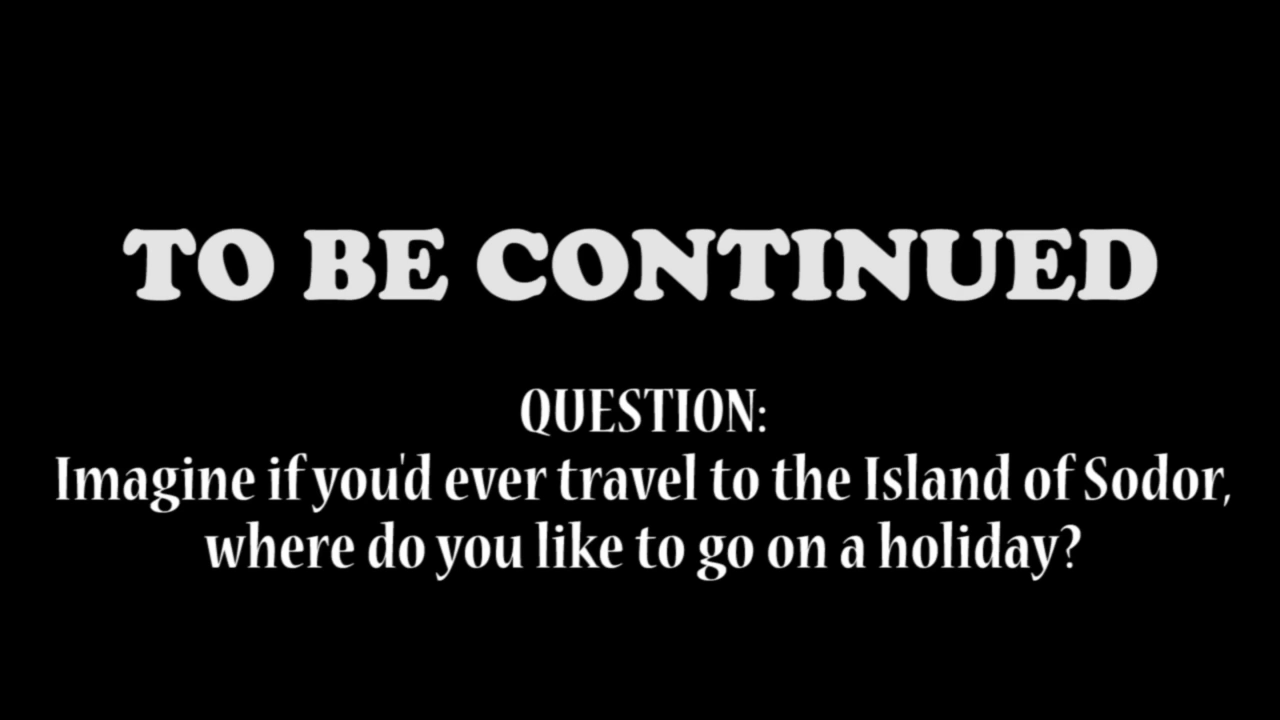 TO BE CONTINUED
QUESTION:
Imagine if you'd ever travel to the Island of Sodor,
where do you like to go on a holiday?